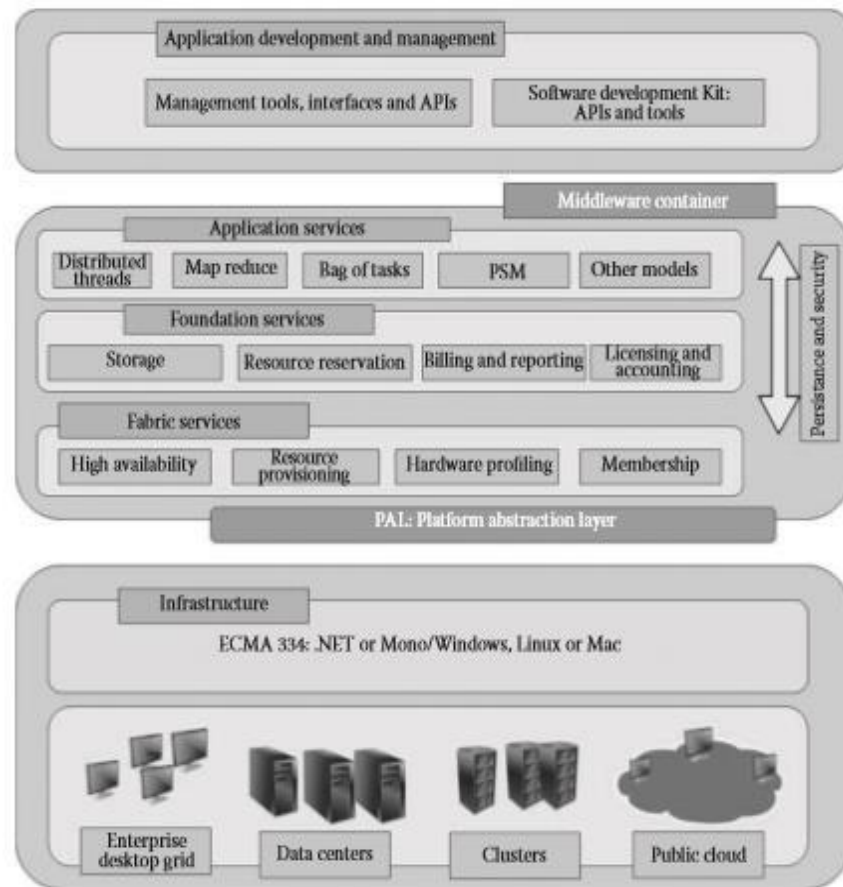 Application development and management
Management tools, interfaces and APIs
Software development Kit:
APIs and tools
Middleware container
Application services
Distributed
threads
Map reduce
Bag of tasks
PSM
Other models
Foundation services
Storage
Resource reservation
Billing and reporting
Licensing and
accounting
Fabric services
High availability
Resource
provisioning
Hardware profiling
Membership
Persistance and security
PAL: Platform abstraction layer
Infrastructure
ECMA 334: .NET or Mono/Windows, Linux or Mac
Enterprise
desktop grid
Data centers
Clusters
Public cloud